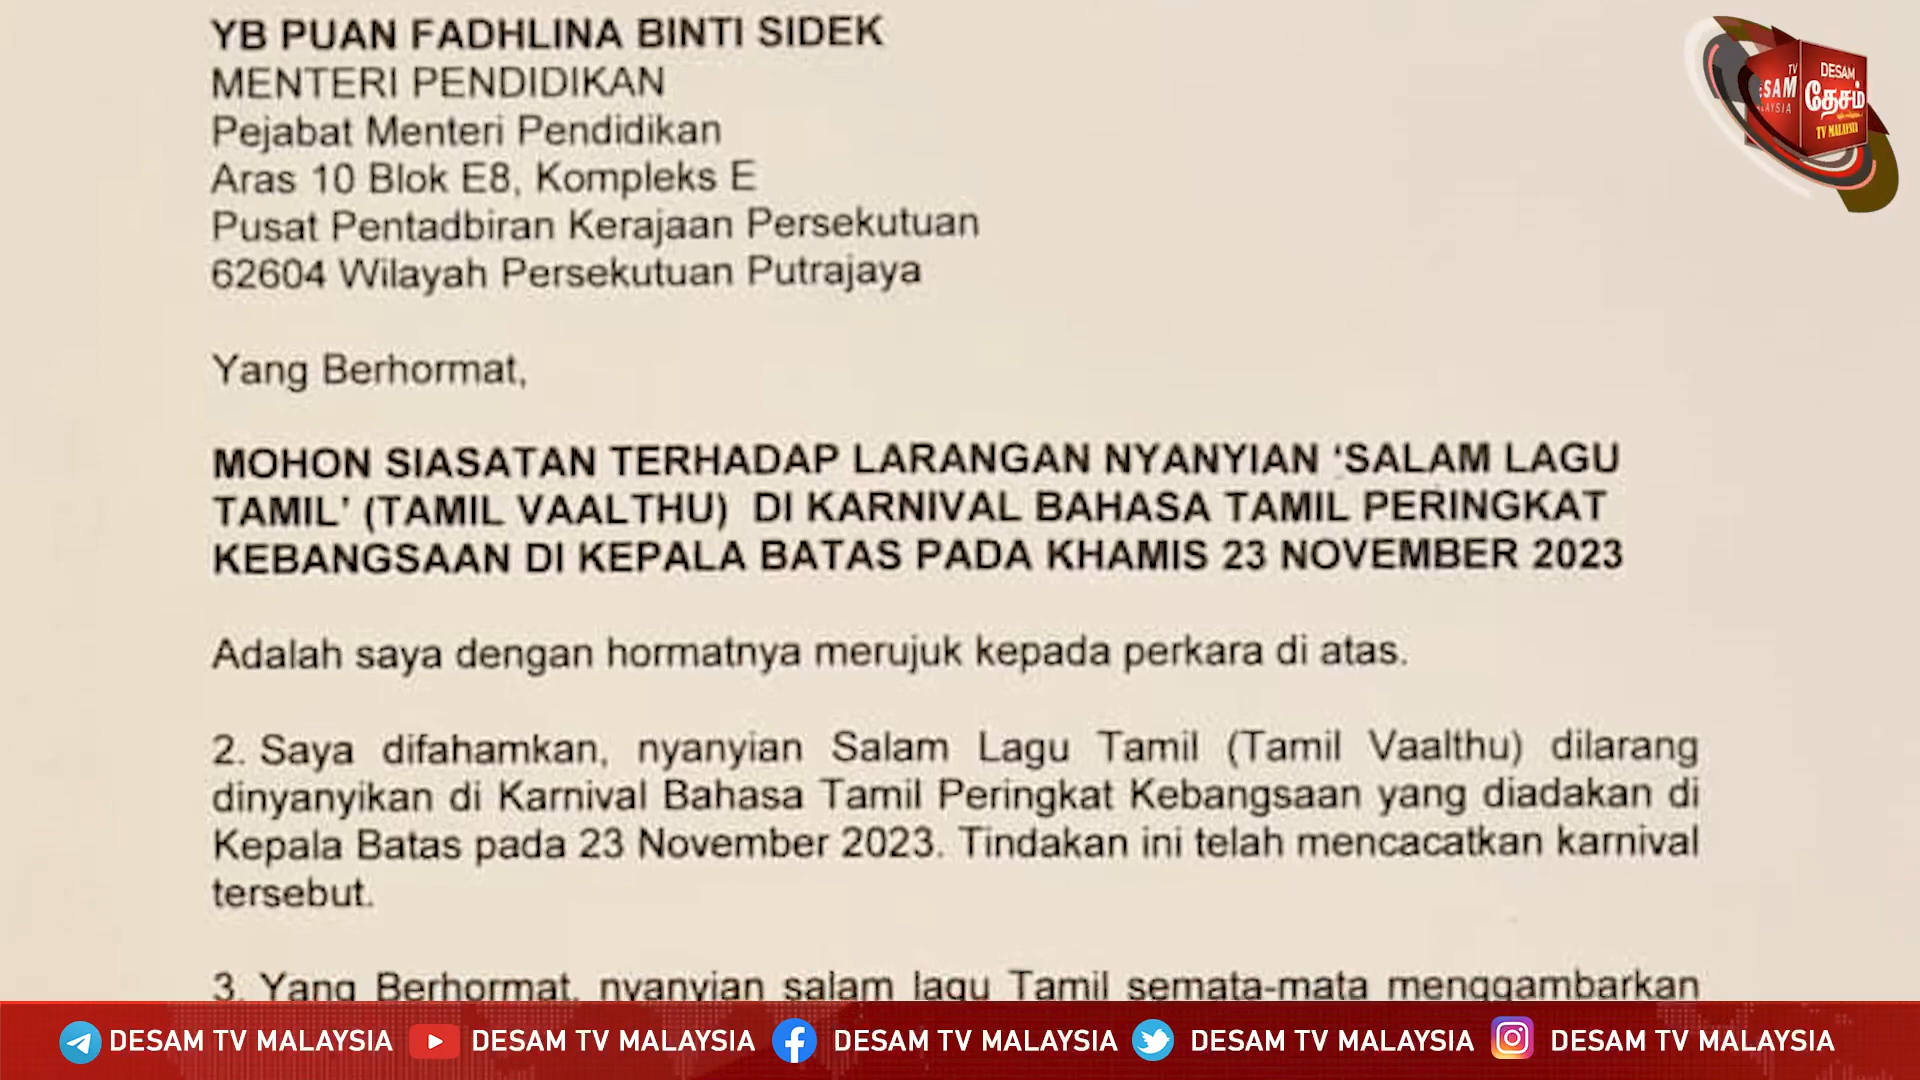 YB PUAN FADHLINA BINTI SIDEK
MENTERI PENDIDIKAN
Pejabat Menteri Pendidikan
Aras 10 Blok E8, Kompleks E
Pusat Pentadbiran Kerajaan Persekutuan
62604 Wilayah Persekutuan Putrajaya
Yang Berhormat,
MOHON SIASATAN TERHADAP LARANGAN NYANYIAN ‘SALAM LAGU
TAMIL’ (TAMIL VAALTHU) DI KARNIVAL BAHASA TAMIL PERINGKAT
KEBANGSAAN DI KEPALA BATAS PADA KHAMIS 23 NOVEMBER 2023
Adalah saya dengan hormatnya merujuk kepada perkara di atas.
2. Saya difahamkan, nyanyian Salam Lagu Tamil (Tamil Vaalthu) dilarang
dinyanyikan di Karnival Bahasa Tamil Peringkat Kebangsaan yang diadakan di
Kepala Batas pada 23 November 2023. Tindakan ini telah mencacatkan karnival
tersebut.
3. Yang Berhormat, nyanyian salam lagu Tamil semata-mata menggambarkan
DESAM
தேசம்
TV MALAYSIA
DESAM TV MALAYSIA
DESAM TV MALAYSIA
DESAM TV MALAYSIA
DESAM TV MALAYSIA
DESAM TV MALAYSIA